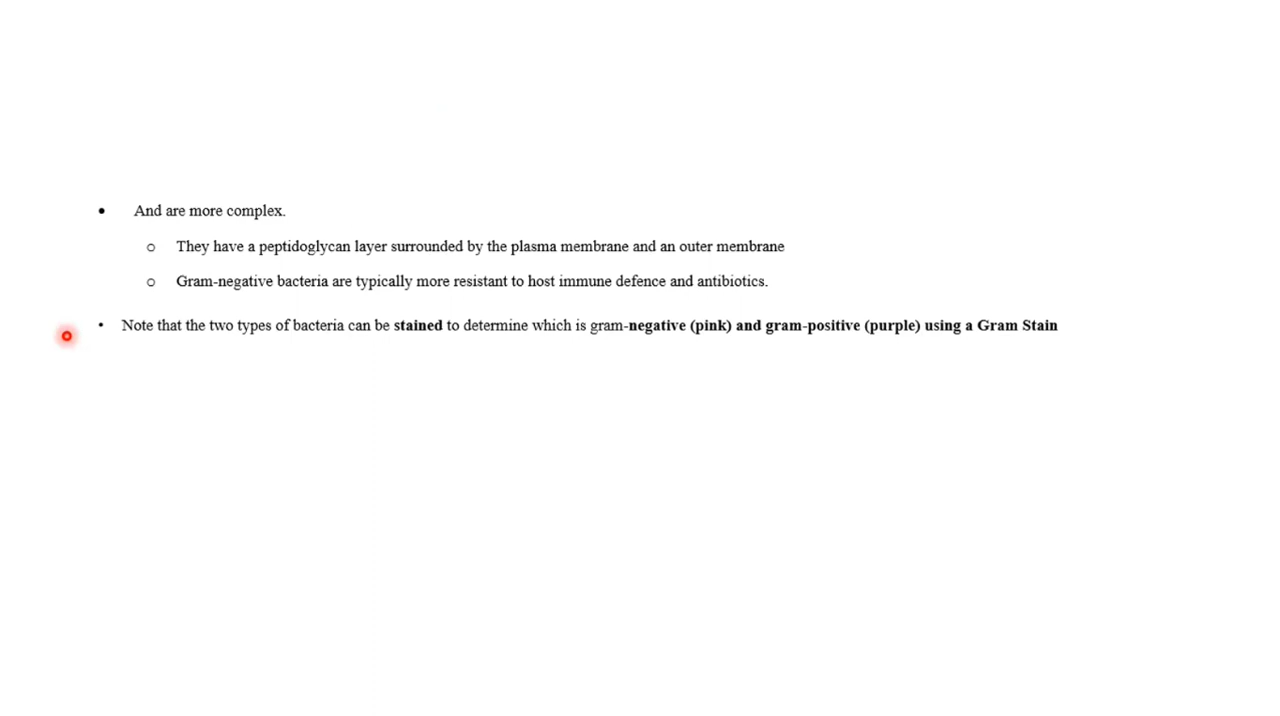 • And are more complex.
o They have a peptidoglycan layer surrounded by the plasma membrane and an outer membrane
o Gram-negative bacteria are typically more resistant to host immune defence and antibiotics.
• Note that the two types of bacteria can be stained to determine which is gram-negative (pink) and gram-positive (purple) using a Gram Stain